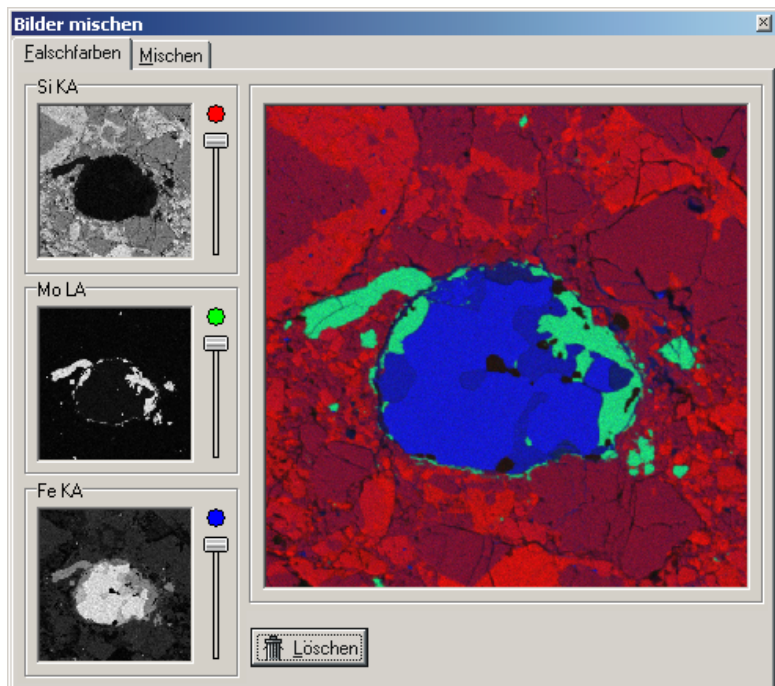 Bilder mischen
Falschfarben
Mischen
Si KA
Mo LA
Fe KA
Löschen